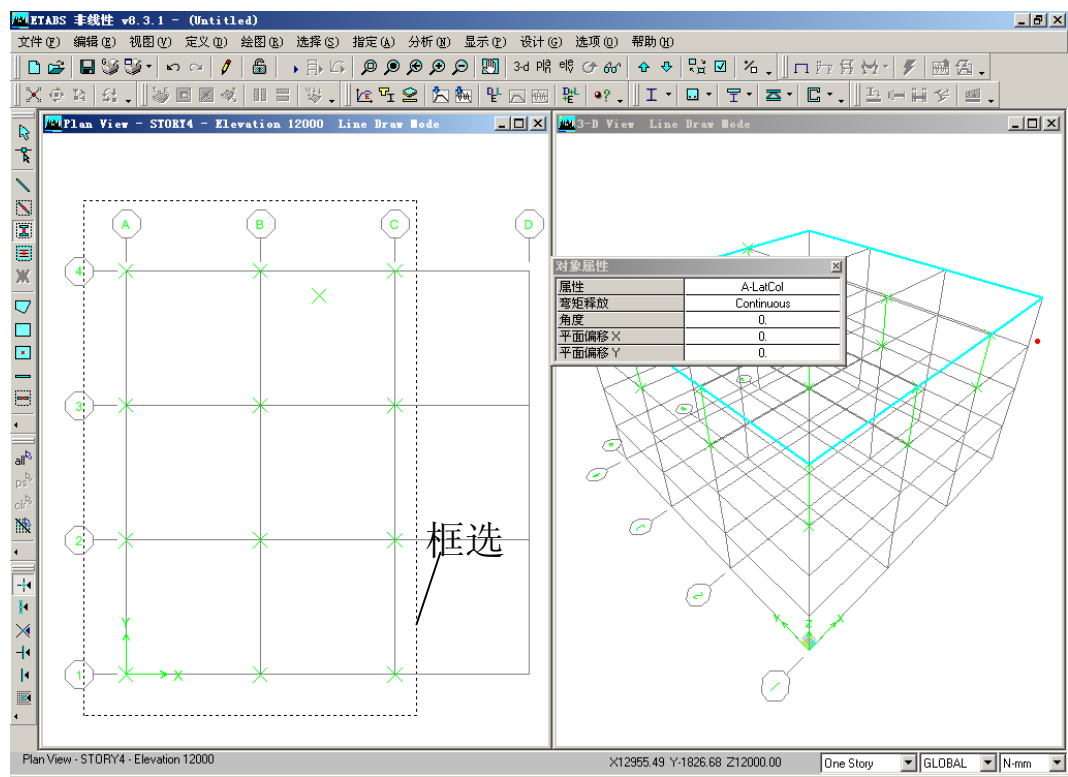 ETABS 非线性 v8.3.1 - (Untitled)
文件(F) 编辑(E) 视图(V) 定义(D) 绘图(R) 选择(S) 指定(A) 分析(N) 显示(P) 设计(G) 选项(O) 帮助(H)
3-d
Plan View - STORY4 - Elevation 12000 Line Draw Mode
3-D View Line Draw Mode
A B C D
4
3
2
1
Y
X
框选
对象属性
属性 A-LatCol
弯矩释放 Continuous
角度 0.
平面偏移 X 0.
平面偏移 Y 0.
Y Z X
all
ps
clr
Plan View - STORY4 - Elevation 12000 X12955.49 Y-1826.68 Z12000.00 One Story GLOBAL N-mm